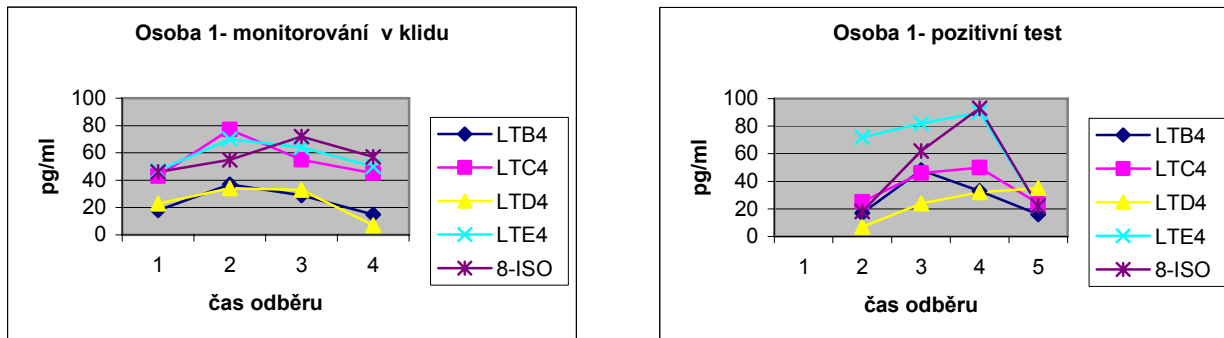 Osoba 1- monitorování v klidu
100
80
60
40
20
0
pg/ml
1 2 3 4
čas odběru
LTB4
LTC4
LTD4
LTE4
8-ISO
Osoba 1- pozitivní test
100
80
60
40
20
0
pg/ml
1 2 3 4 5
čas odběru
LTB4
LTC4
LTD4
LTE4
8-ISO